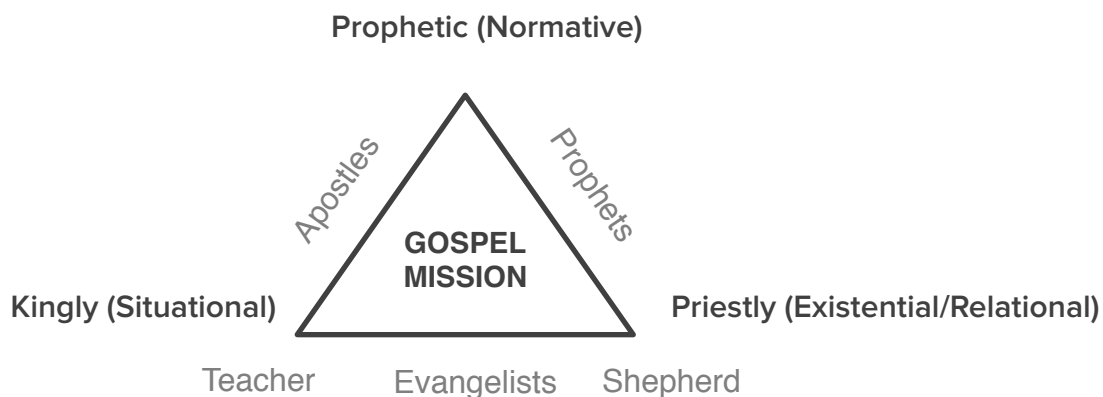 Prophetic (Normative)
Apostles
Prophets
GOSPEL
MISSION
Kingly (Situational)
Priestly (Existential/Relational)
Teacher
Evangelists
Shepherd